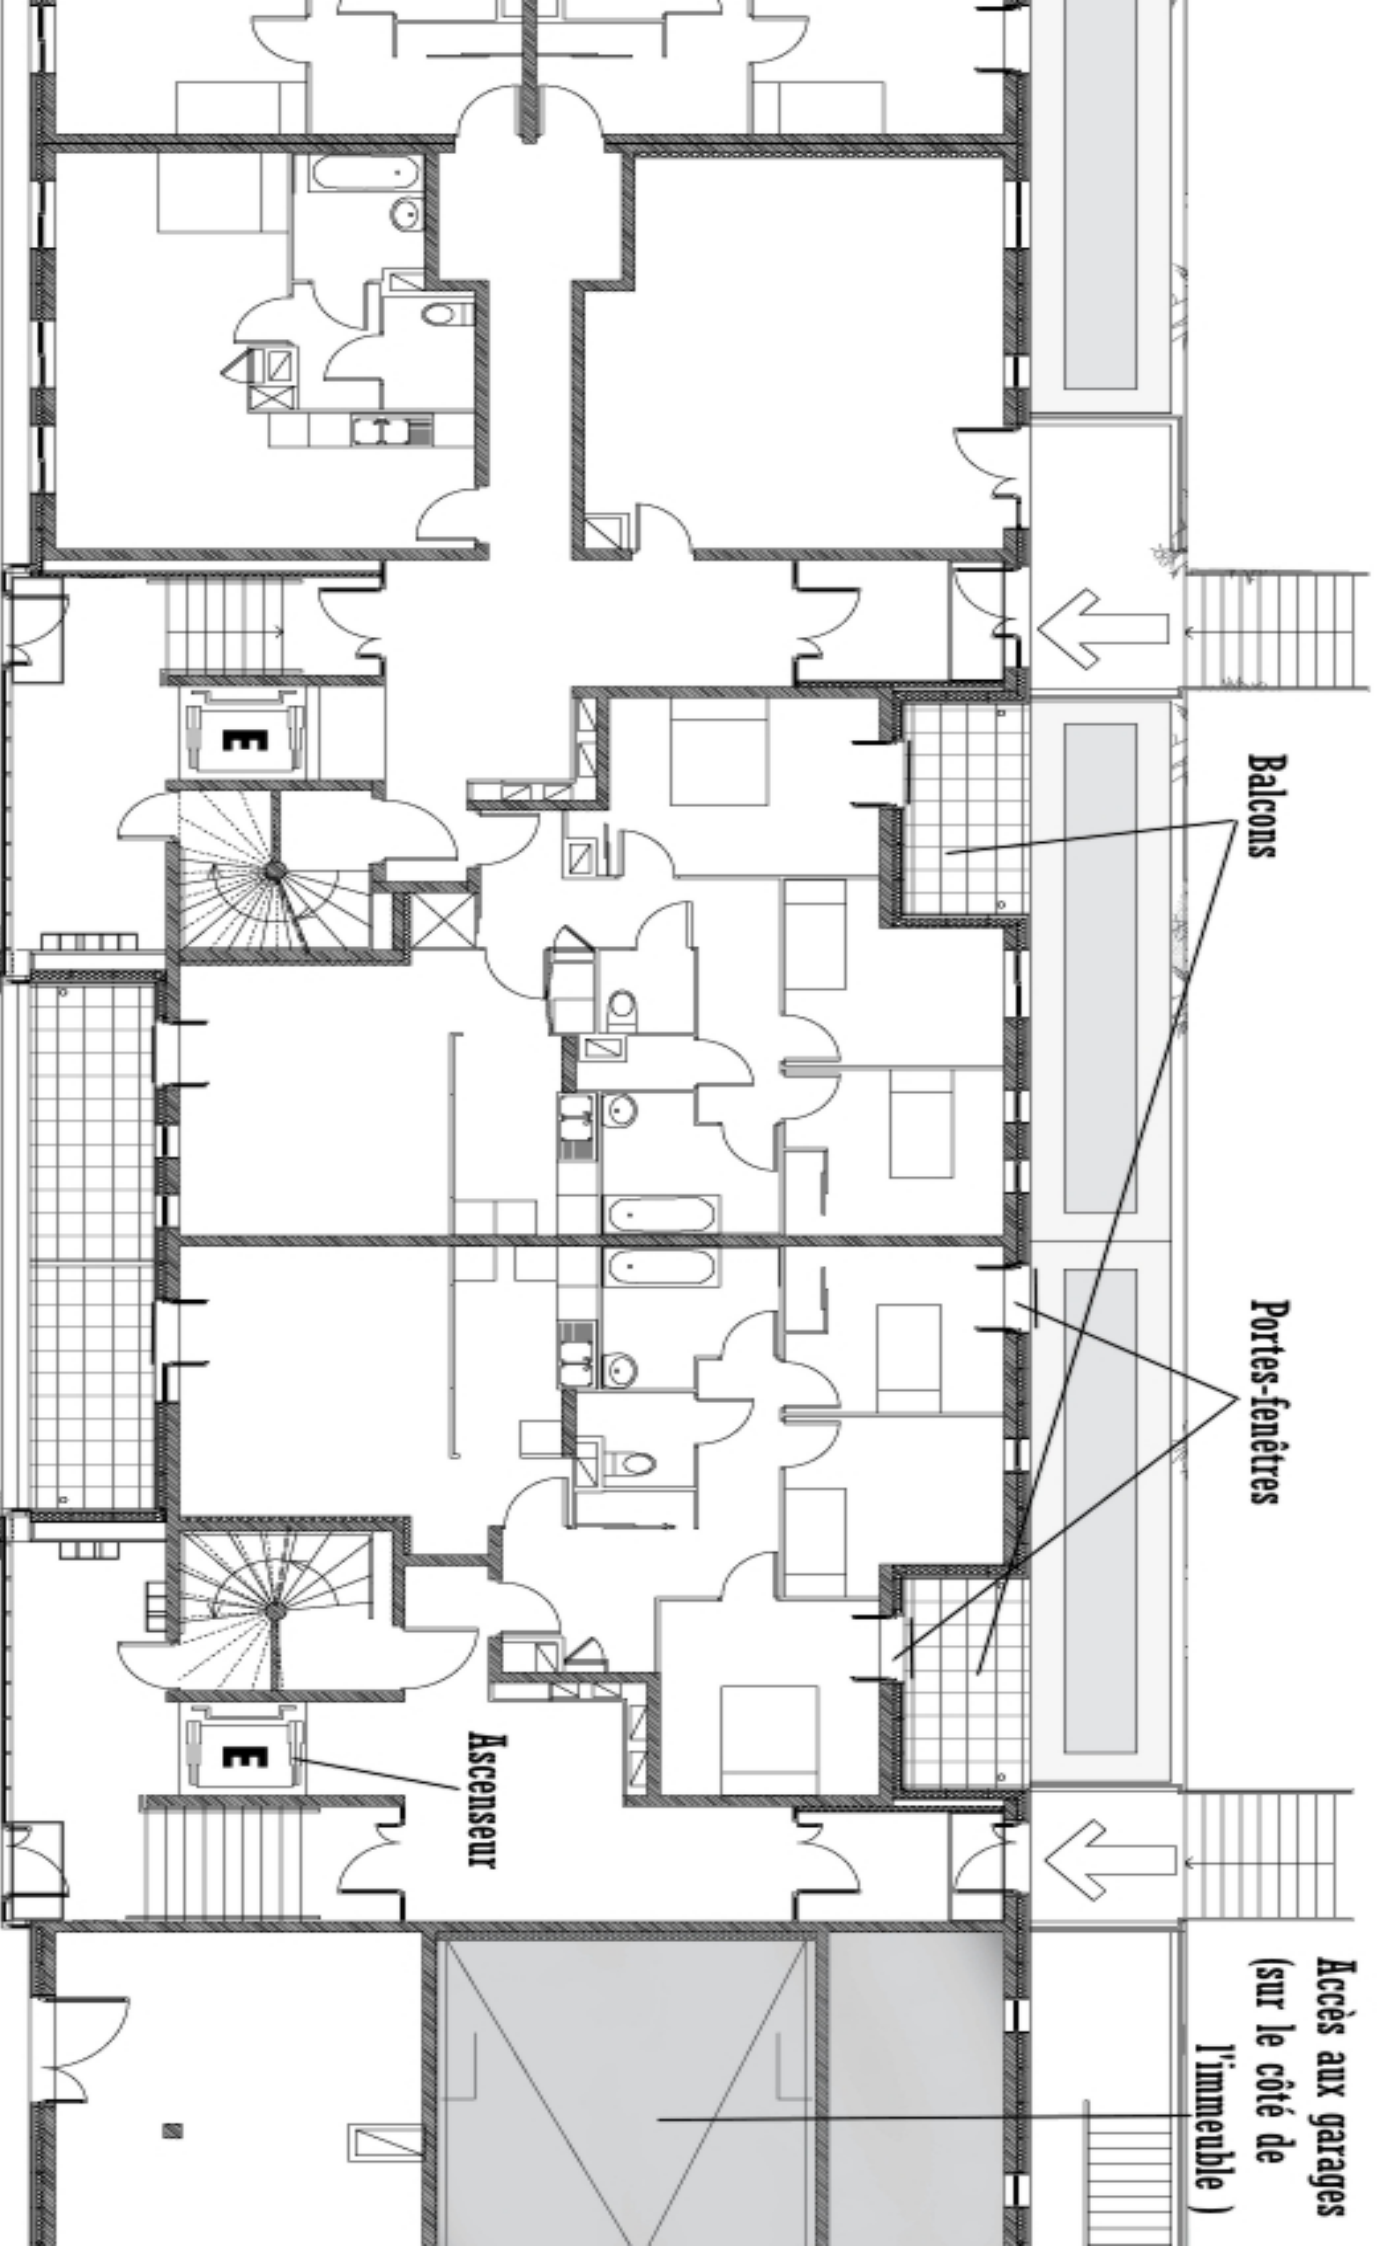 Balcons
Portes-fenêtres
Accès aux garages
(sur le côté de
l'immeuble )
E
E
Ascenseur